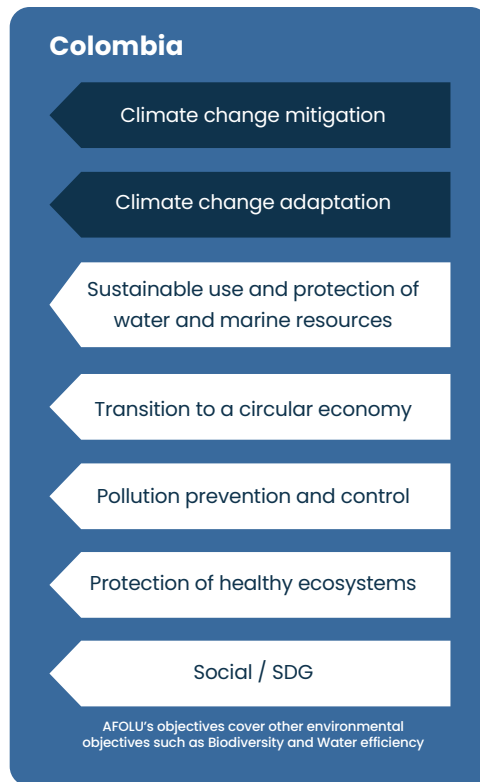 Colombia
Climate change mitigation
Climate change adaptation
Sustainable use and protection of
water and marine resources
Transition to a circular economy
Pollution prevention and control
Protection of healthy ecosystems
Social / SDG
AFOLU's objectives cover other environmental
objectives such as Biodiversity and Water efficiency